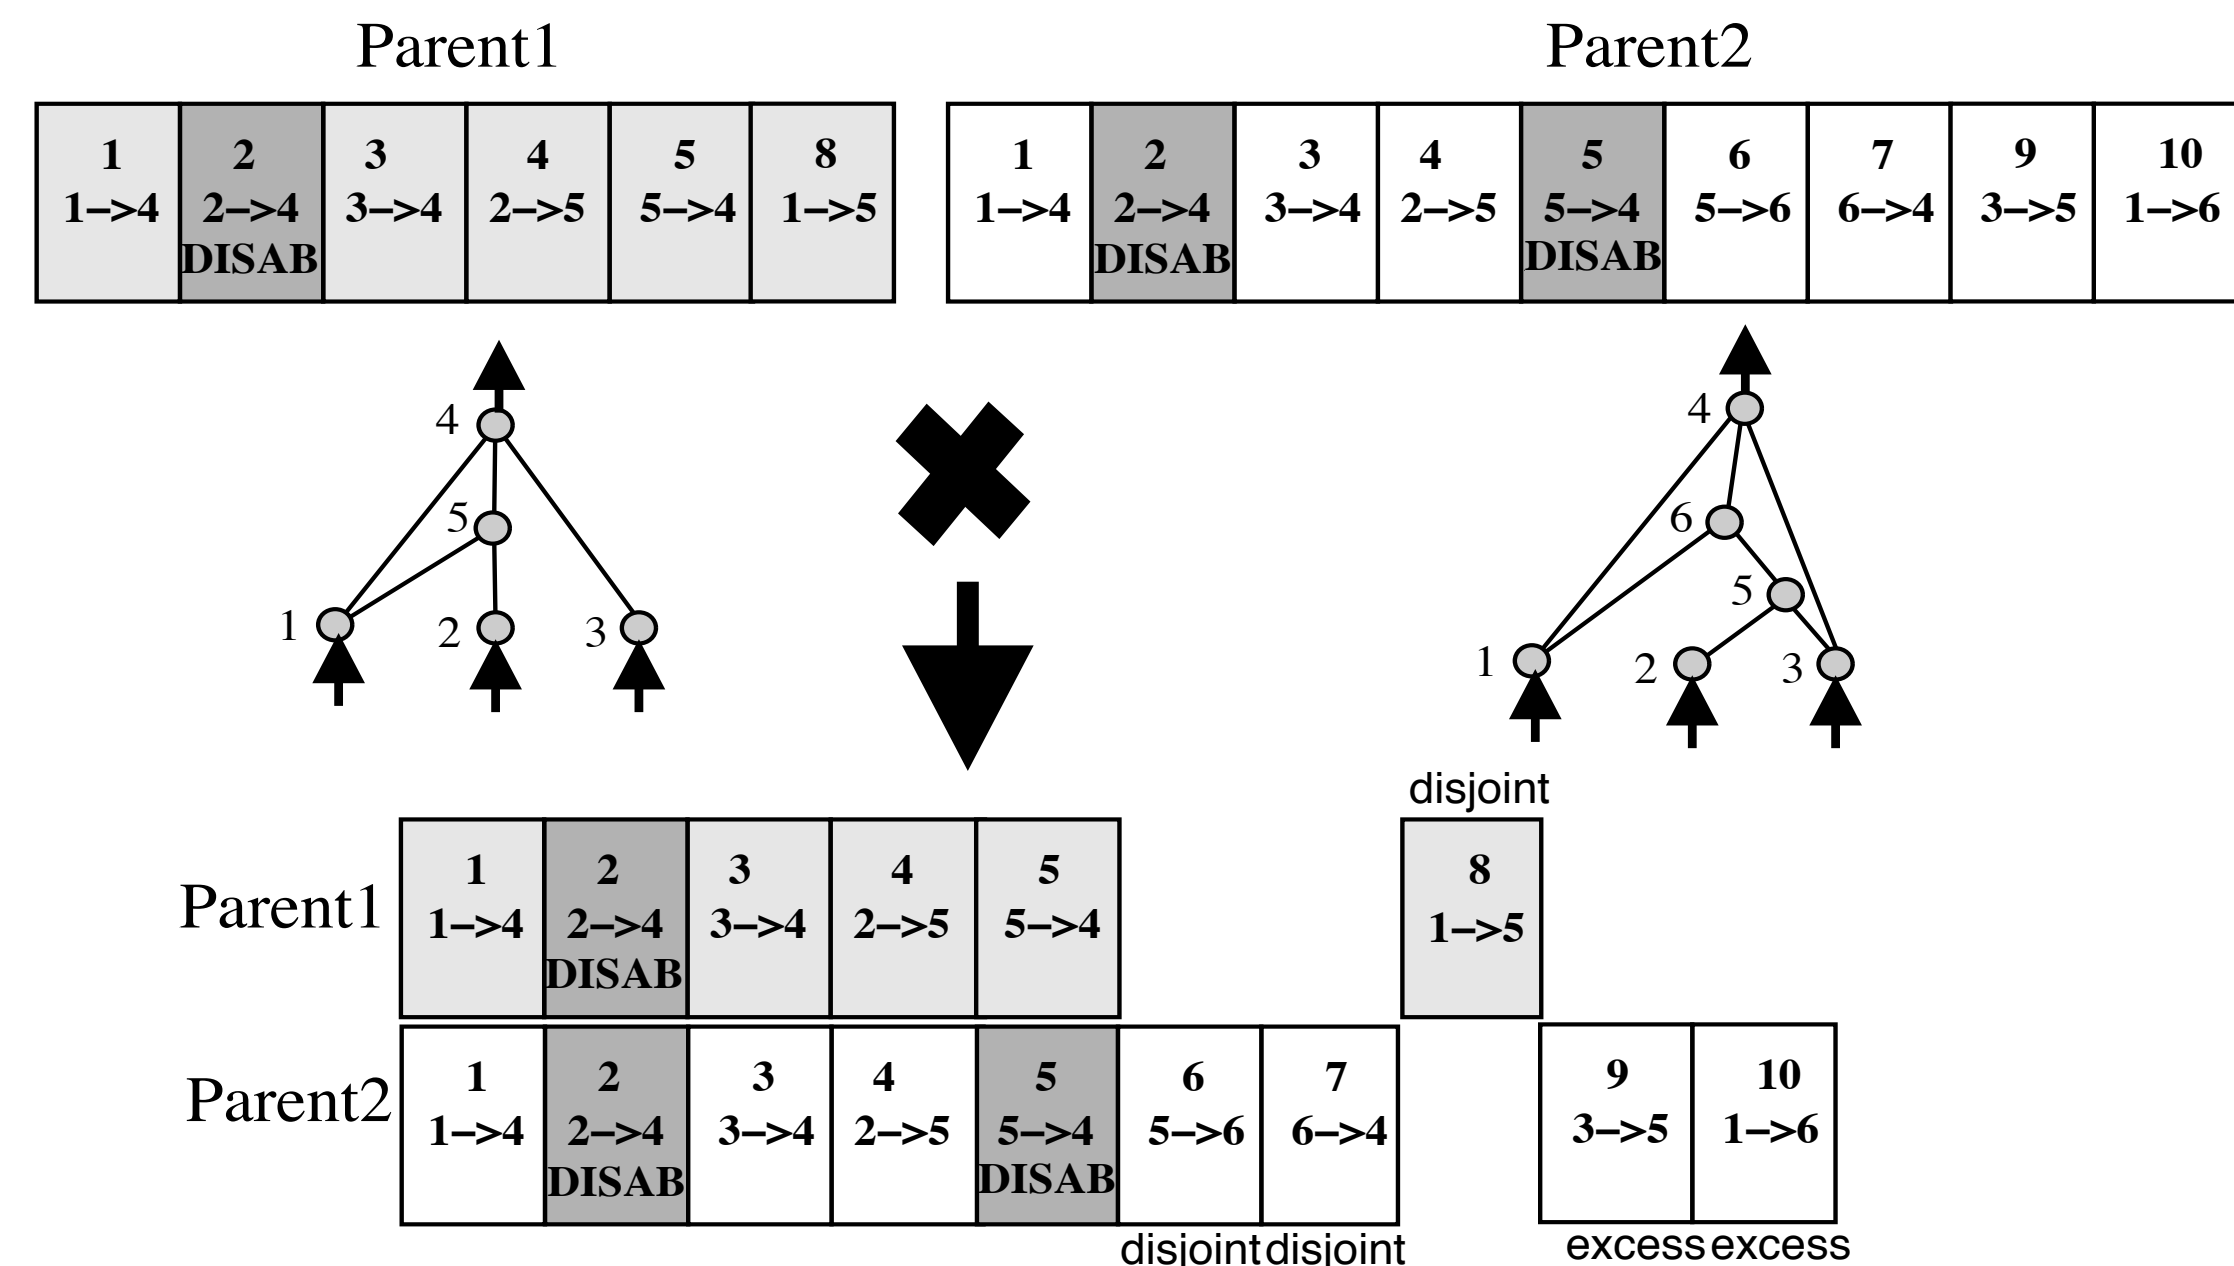 Parent1 Parent2
1 2 3 4 5 8 1 2 3 4 5 6 7 9 10
1–>4 2–>4 3–>4 2–>5 5–>4 1–>5 1–>4 2–>4 3–>4 2–>5 5–>4 5–>6 6–>4 3–>5 1–>6
DISAB DISAB DISAB
4 4
5 6
5
1 2 3 1 2 3
disjoint
Parent1
1 2 3 4 5 8
1–>4 2–>4 3–>4 2–>5 5–>4 1–>5
DISAB
Parent2
1 2 3 4 5 6 7 9 10
1–>4 2–>4 3–>4 2–>5 5–>4 5–>6 6–>4 3–>5 1–>6
DISAB DISAB
disjoint disjoint excess excess